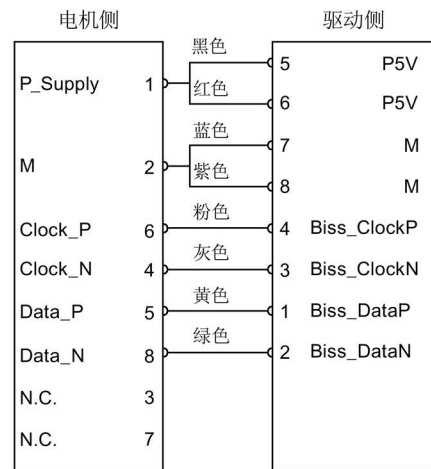 电机侧 驱动侧
黑色
5 P5V
P_Supply 1
红色
6 P5V
蓝色
7 M
M 2
紫色
8 M
粉色
Clock_P 6 4 Biss_ClockP
灰色
Clock_N 4 3 Biss_ClockN
黄色
Data_P 5 1 Biss_DataP
绿色
Data_N 8 2 Biss_DataN
N.C. 3
N.C. 7